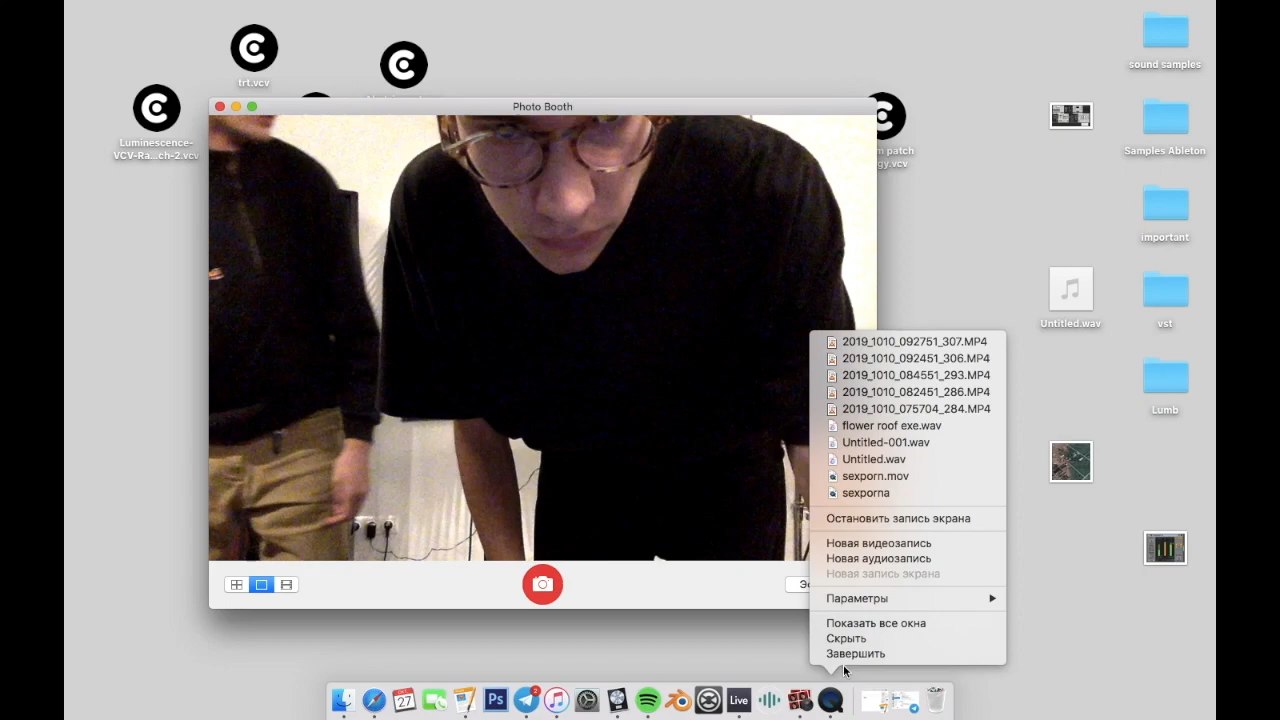 trt.vcv
Luminescence-
VCV-Ra...ch-2.vcv
Photo Booth
m patch
gy.vcv
sound samples
Samples Ableton
important
Untitled.wav
vst
Lumb
2019_1010_092751_307.MP4
2019_1010_092451_306.MP4
2019_1010_084551_293.MP4
2019_1010_082451_286.MP4
2019_1010_075704_284.MP4
flower roof exe.wav
Untitled-001.wav
Untitled.wav
sexporn.mov
sexporna
Остановить запись экрана
Новая видеозапись
Новая аудиозапись
Новая запись экрана
Параметры
Показать все окна
Скрыть
Завершить
27
Ps
2
Live